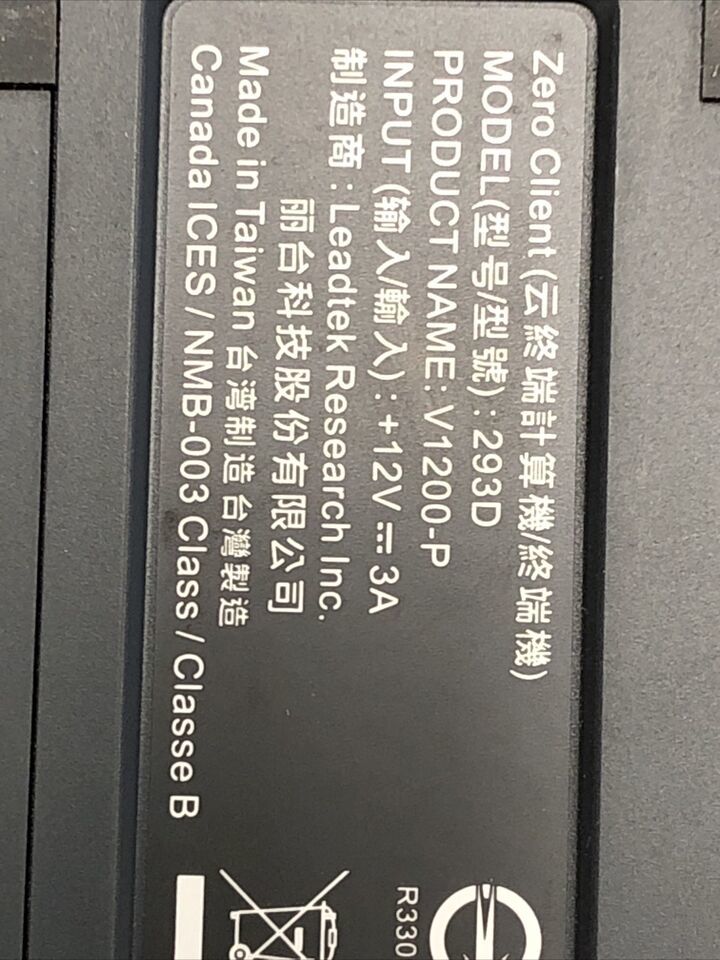 Zero Client (云終端計算機/終端機)
MODEL(型号/型號) : 293D
PRODUCT NAME: V1200-P
INPUT (输入/輸入) : +12V ⎓ 3A
制造商 : Leadtek Research Inc.
丽台科技股份有限公司
Made in Taiwan 台湾制造 台灣製造
Canada ICES / NMB-003 Class / Classe B
R330